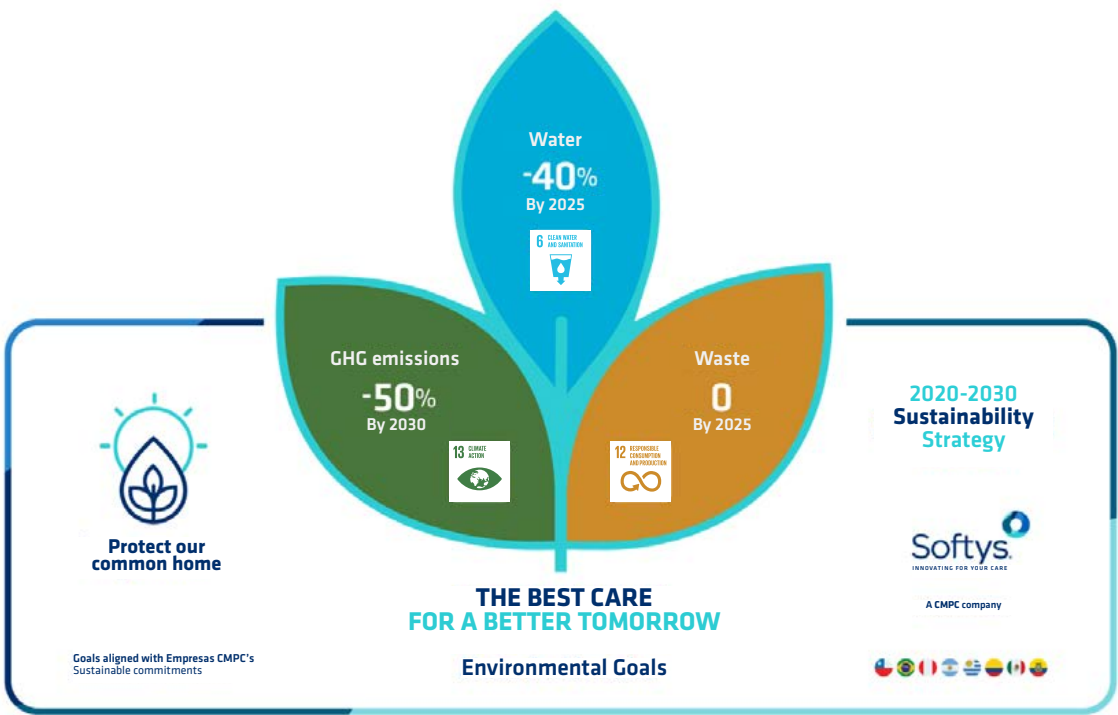 Water
-40%
By 2025
6 CLEAN WATER
AND SANITATION
GHG emissions
-50%
By 2030
13 CLIMATE
ACTION
Waste
0
By 2025
12 RESPONSIBLE
CONSUMPTION
AND PRODUCTION
Protect our
common home
Goals aligned with Empresas CMPC's
Sustainable commitments
THE BEST CARE
FOR A BETTER TOMORROW
Environmental Goals
2020-2030
Sustainability
Strategy
Softys.
INNOVATING FOR YOUR CARE
A CMPC company